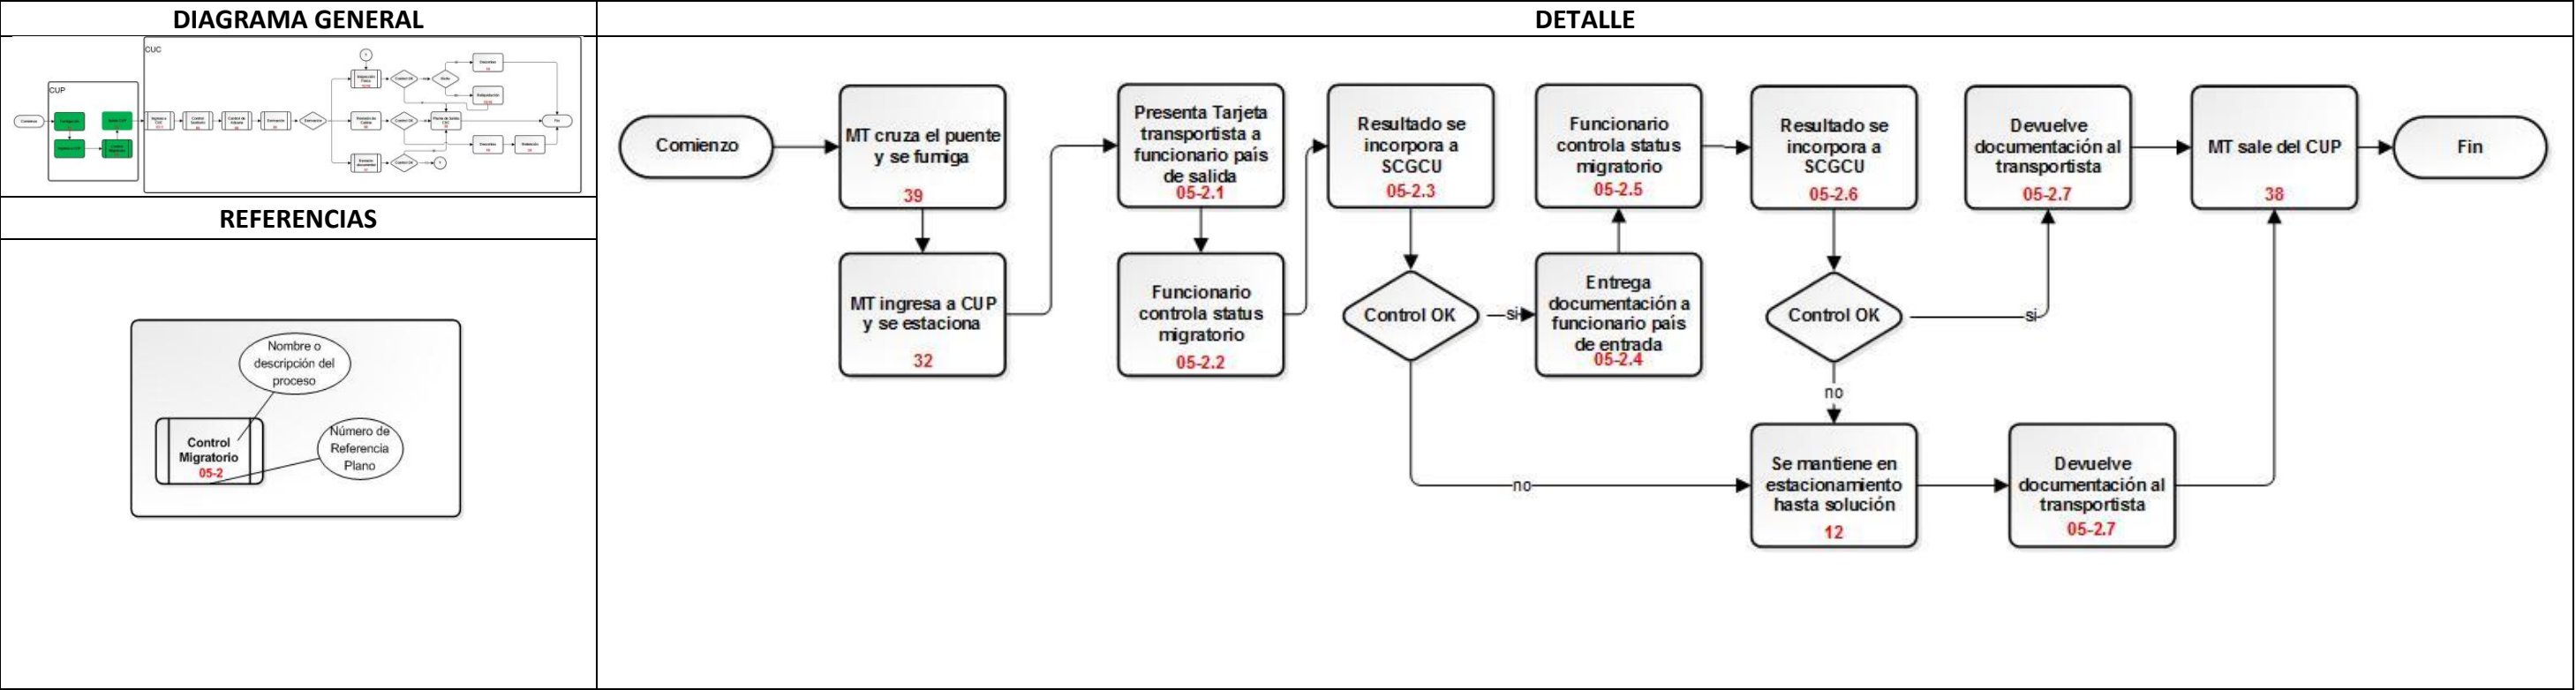 DIAGRAMA GENERAL
CUC
CUP
REFERENCIAS
Nombre o
descripción del
proceso
Control
Migratorio
05-2
Número de
Referencia
Plano
DETALLE
Comienzo
MT cruza el puente
y se fumiga
39
MT ingresa a CUP
y se estaciona
32
Presenta Tarjeta
transportista a
funcionario país
de salida
05-2.1
Funcionario
controla status
migratorio
05-2.2
Resultado se
incorpora a
SCGCU
05-2.3
Control OK
si
no
Entrega
documentación a
funcionario país
de entrada
05-2.4
Funcionario
controla status
migratorio
05-2.5
Resultado se
incorpora a
SCGCU
05-2.6
Control OK
si
no
Devuelve
documentación al
transportista
05-2.7
Se mantiene en
estacionamiento
hasta solución
12
Devuelve
documentación al
transportista
05-2.7
MT sale del CUP
38
Fin